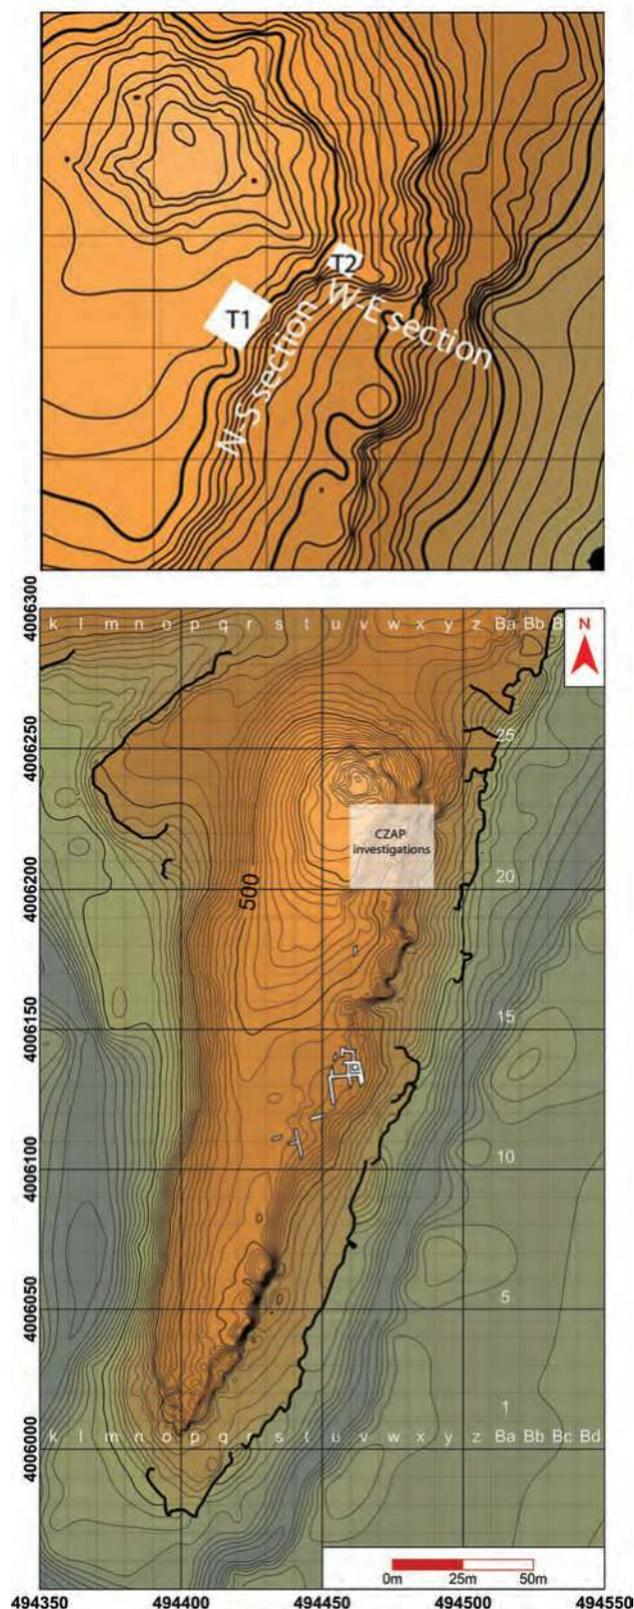 T1
T2
N-S section
W-E section
4006300
k l m n o p q r s t u v w x y z Ba Bb B
N
4006250
25
CZAP
investigations
4006200
20
500
4006150
15
4006100
10
4006050
5
1
4006000
k l m n o p q r s t u v w x y z Ba Bb Bc Bd
0m 25m 50m
494350 494400 494450 494500 494550